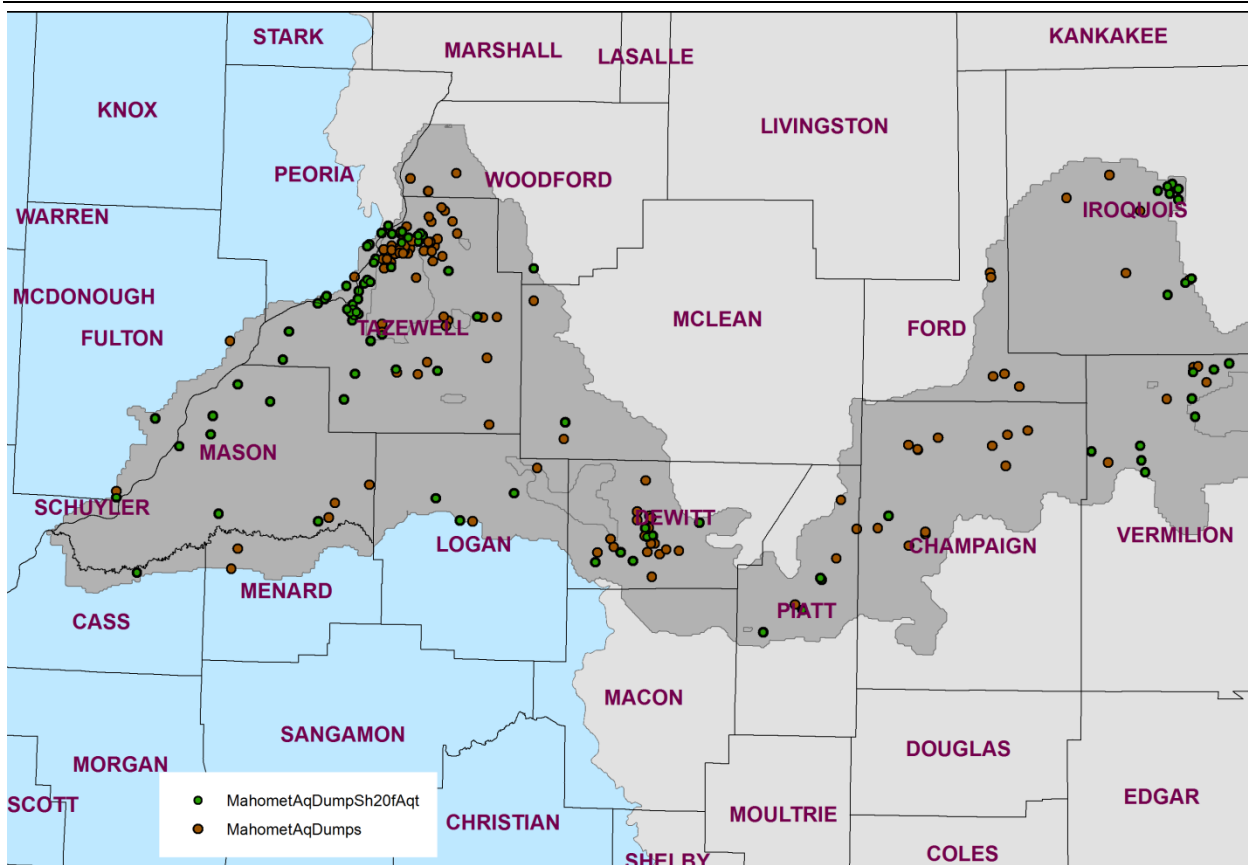 STARK
MARSHALL
LASALLE
KANKAKEE
KNOX
LIVINGSTON
PEORIA
WOODFORD
WARREN
IROQUOIS
MCDONOUGH
FULTON
TAZEWELL
MCLEAN
FORD
MASON
SCHUYLER
DEWITT
LOGAN
CHAMPAIGN
VERMILION
MENARD
CASS
PIATT
MACON
SANGAMON
DOUGLAS
MORGAN
EDGAR
SCOTT
MahometAqDumpSh20fAqt
MahometAqDumps
CHRISTIAN
MOULTRIE
COLES
SHELBY